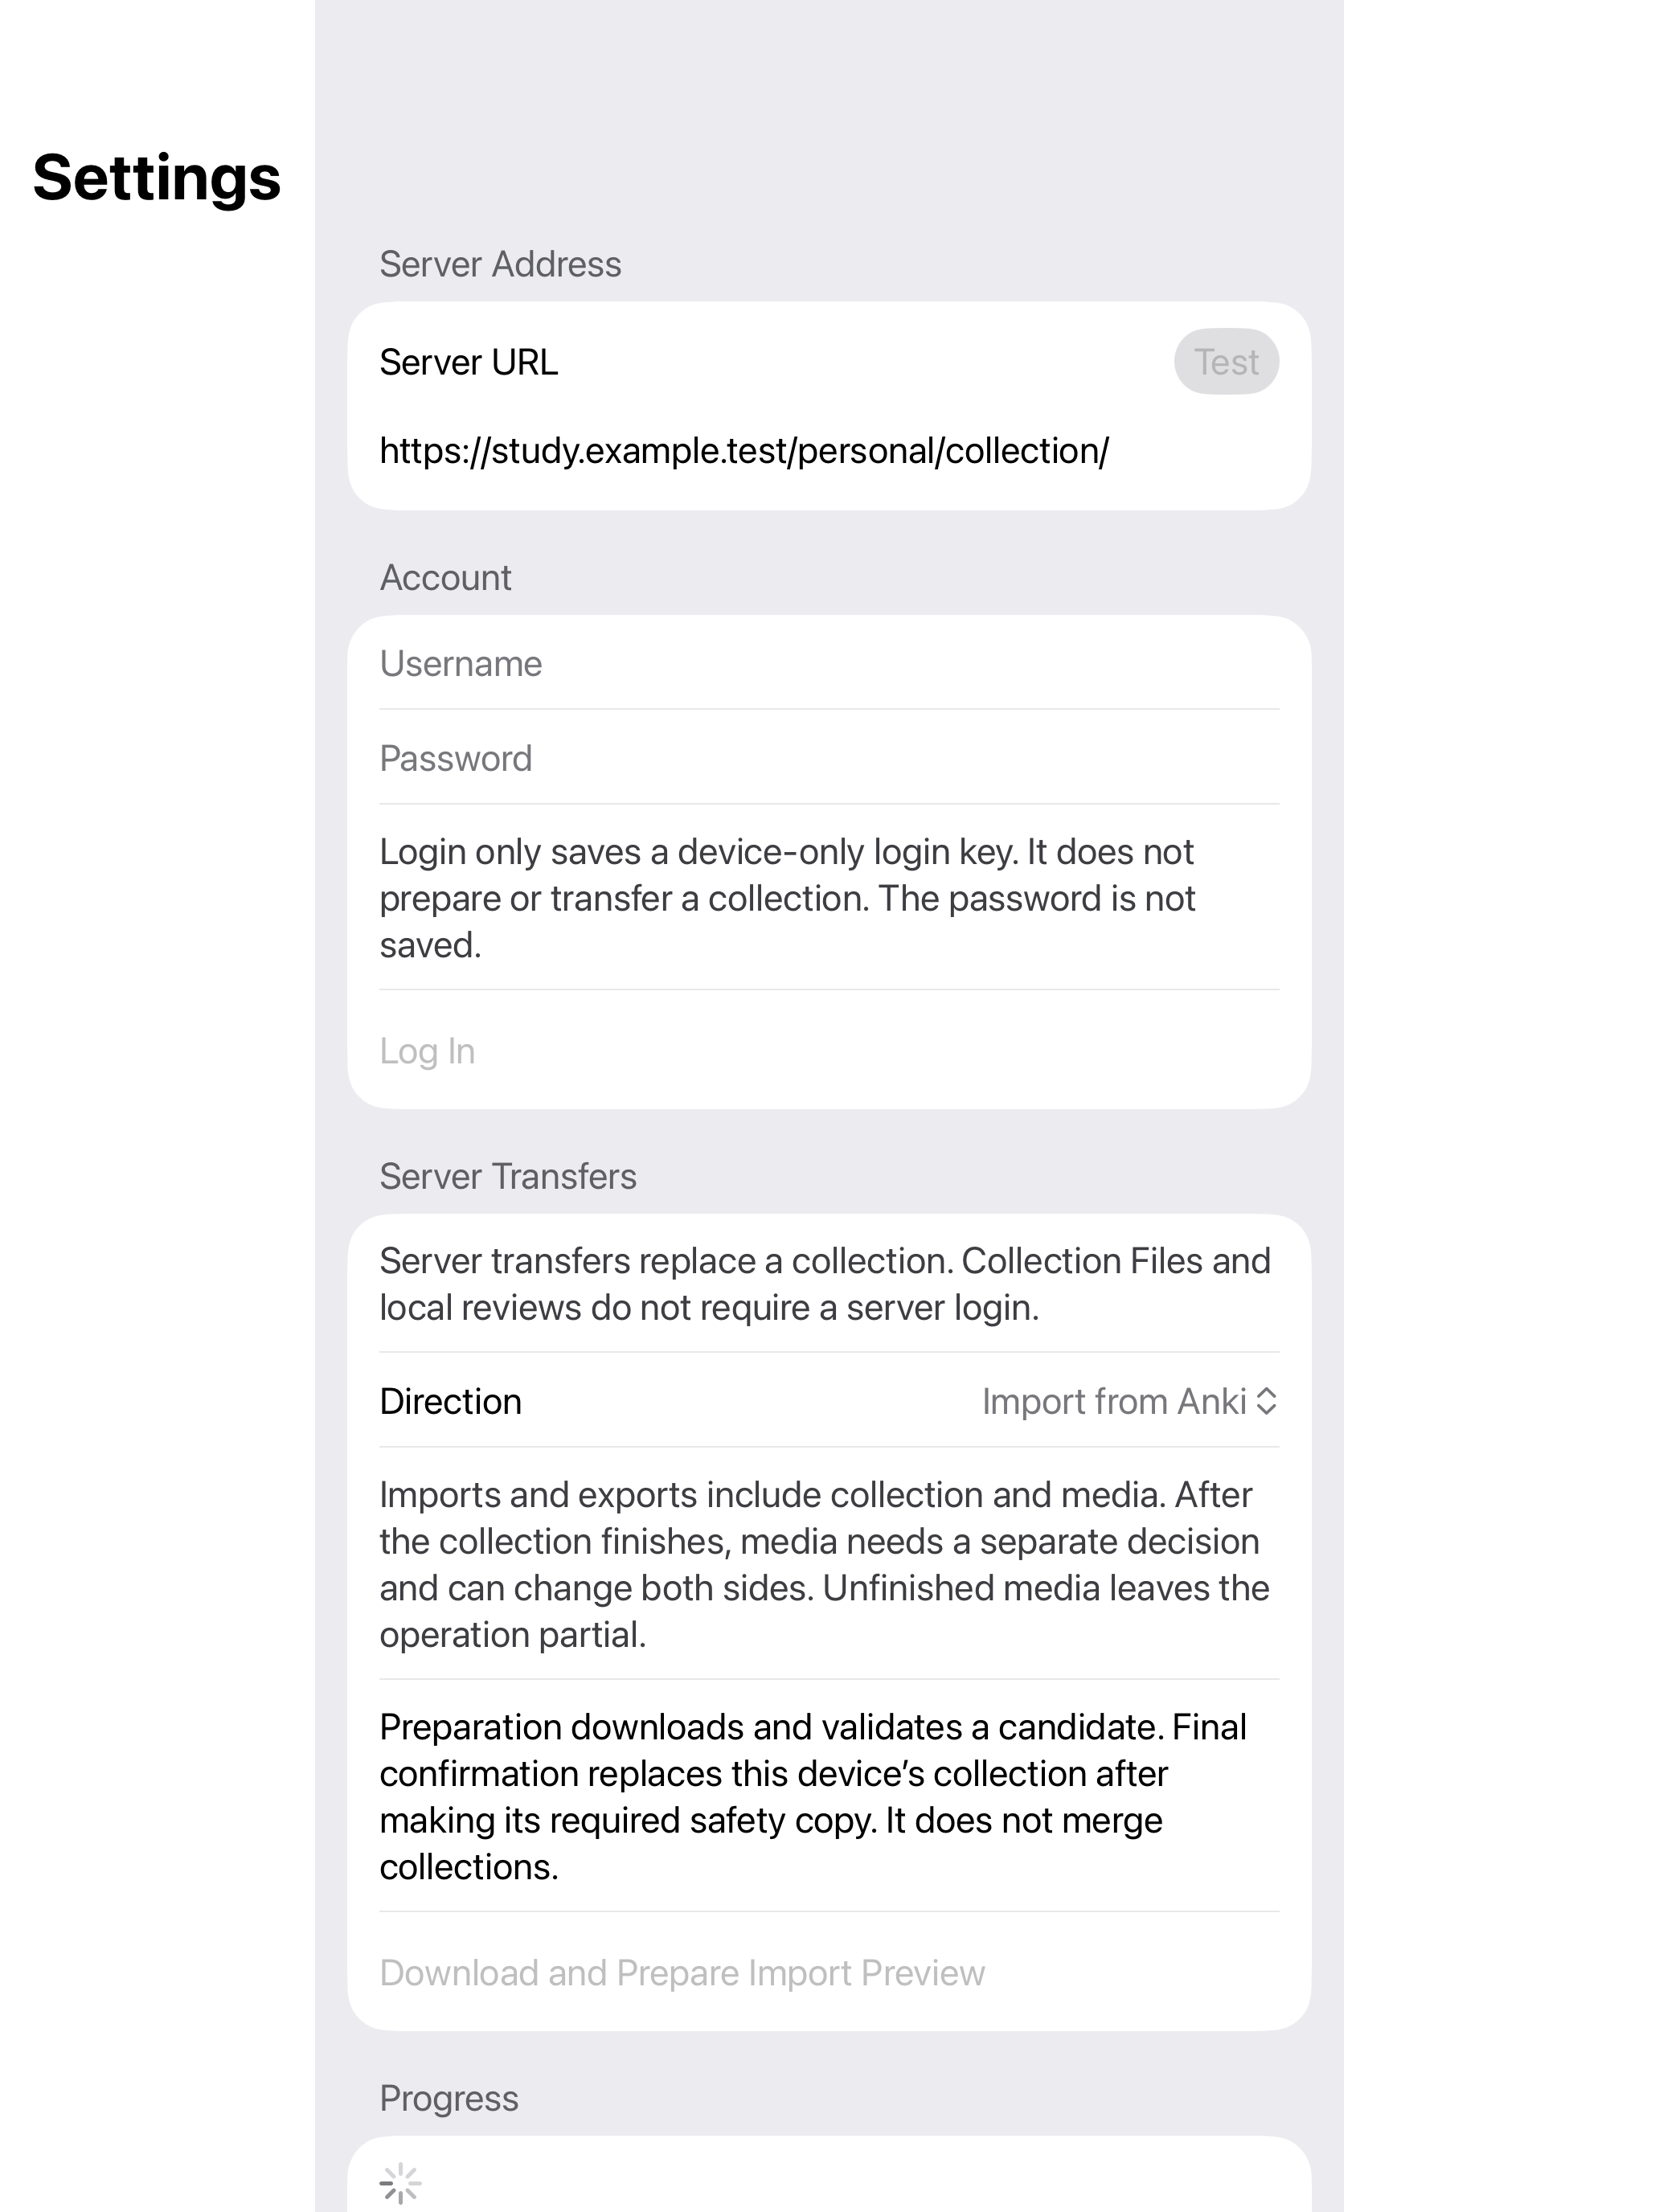 Settings
Server Address
Server URL
Test
https://study.example.test/personal/collection/
Account
Username
Password
Login only saves a device-only login key. It does not
prepare or transfer a collection. The password is not
saved.
Log In
Server Transfers
Server transfers replace a collection. Collection Files and
local reviews do not require a server login.
Direction
Import from Anki
Imports and exports include collection and media. After
the collection finishes, media needs a separate decision
and can change both sides. Unfinished media leaves the
operation partial.
Preparation downloads and validates a candidate. Final
confirmation replaces this device’s collection after
making its required safety copy. It does not merge
collections.
Download and Prepare Import Preview
Progress